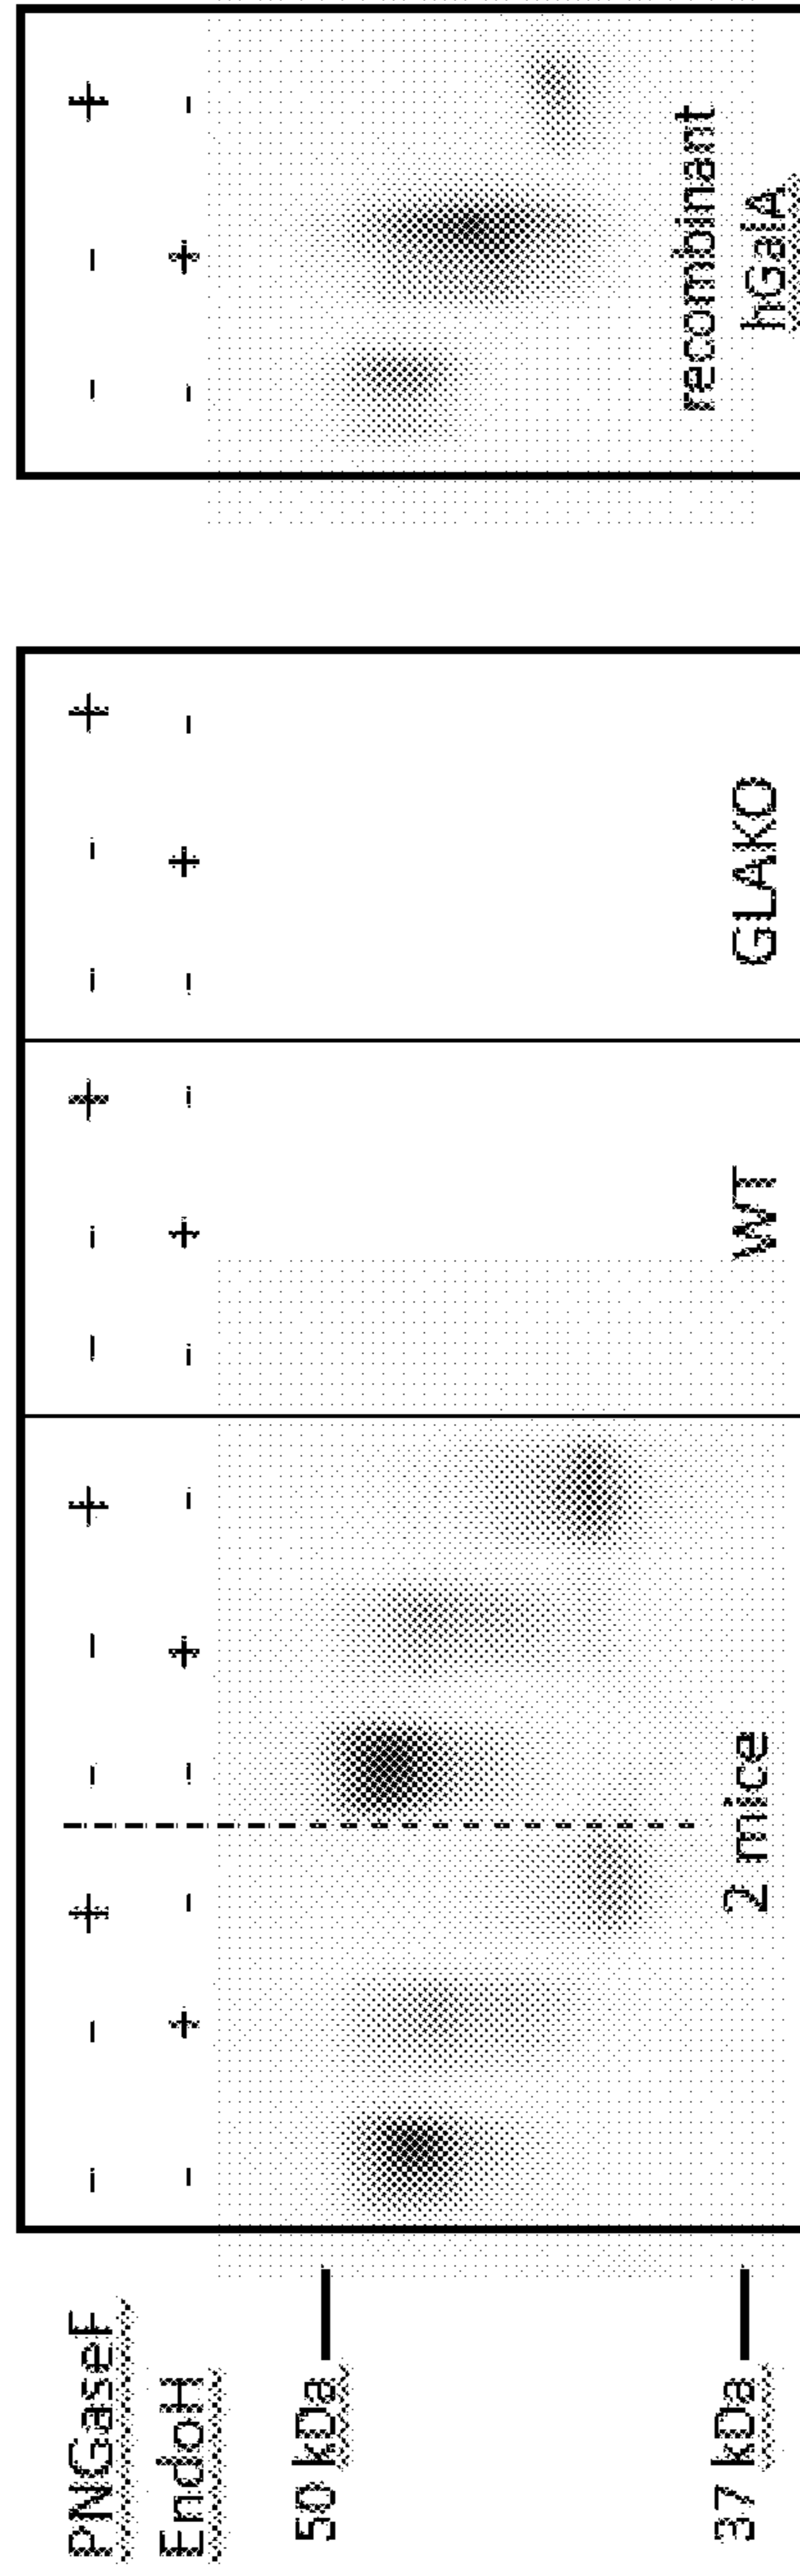 PNGaseF - - + - - + - - + - - + - - +
EndoH - + - - + - - + - - + - - + -
50 kDa
37 kDa
2 mice
WT
GLAKO
recombinant
hGalA